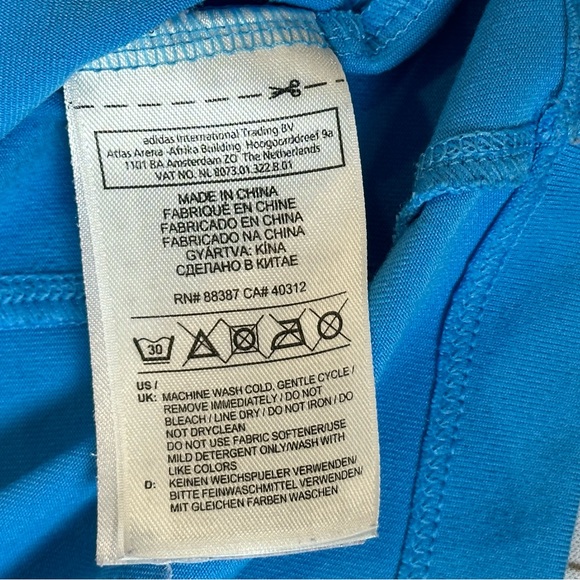 adidas International Trading BV
Atlas Arena - Afrika Building Hoogoorddreef 9a
1101 BA Amsterdam ZO The Netherlands
VAT NO. NL 8073.01.322.B.01
MADE IN CHINA
FABRIQUÉ EN CHINE
FABRICADO EN CHINA
FABRICADO NA CHINA
GYÁRTVA: KÍNA
СДЕЛАНО В КИТАЕ
RN# 88387 CA# 40312
30
US /
UK: MACHINE WASH COLD, GENTLE CYCLE /
REMOVE IMMEDIATELY / DO NOT
BLEACH / LINE DRY / DO NOT IRON / DO
NOT DRYCLEAN
DO NOT USE FABRIC SOFTENER/USE
MILD DETERGENT ONLY/WASH WITH
LIKE COLORS
D: KEINEN WEICHSPUELER VERWENDEN/
BITTE FEINWASCHMITTEL VERWENDEN/
MIT GLEICHEN FARBEN WASCHEN